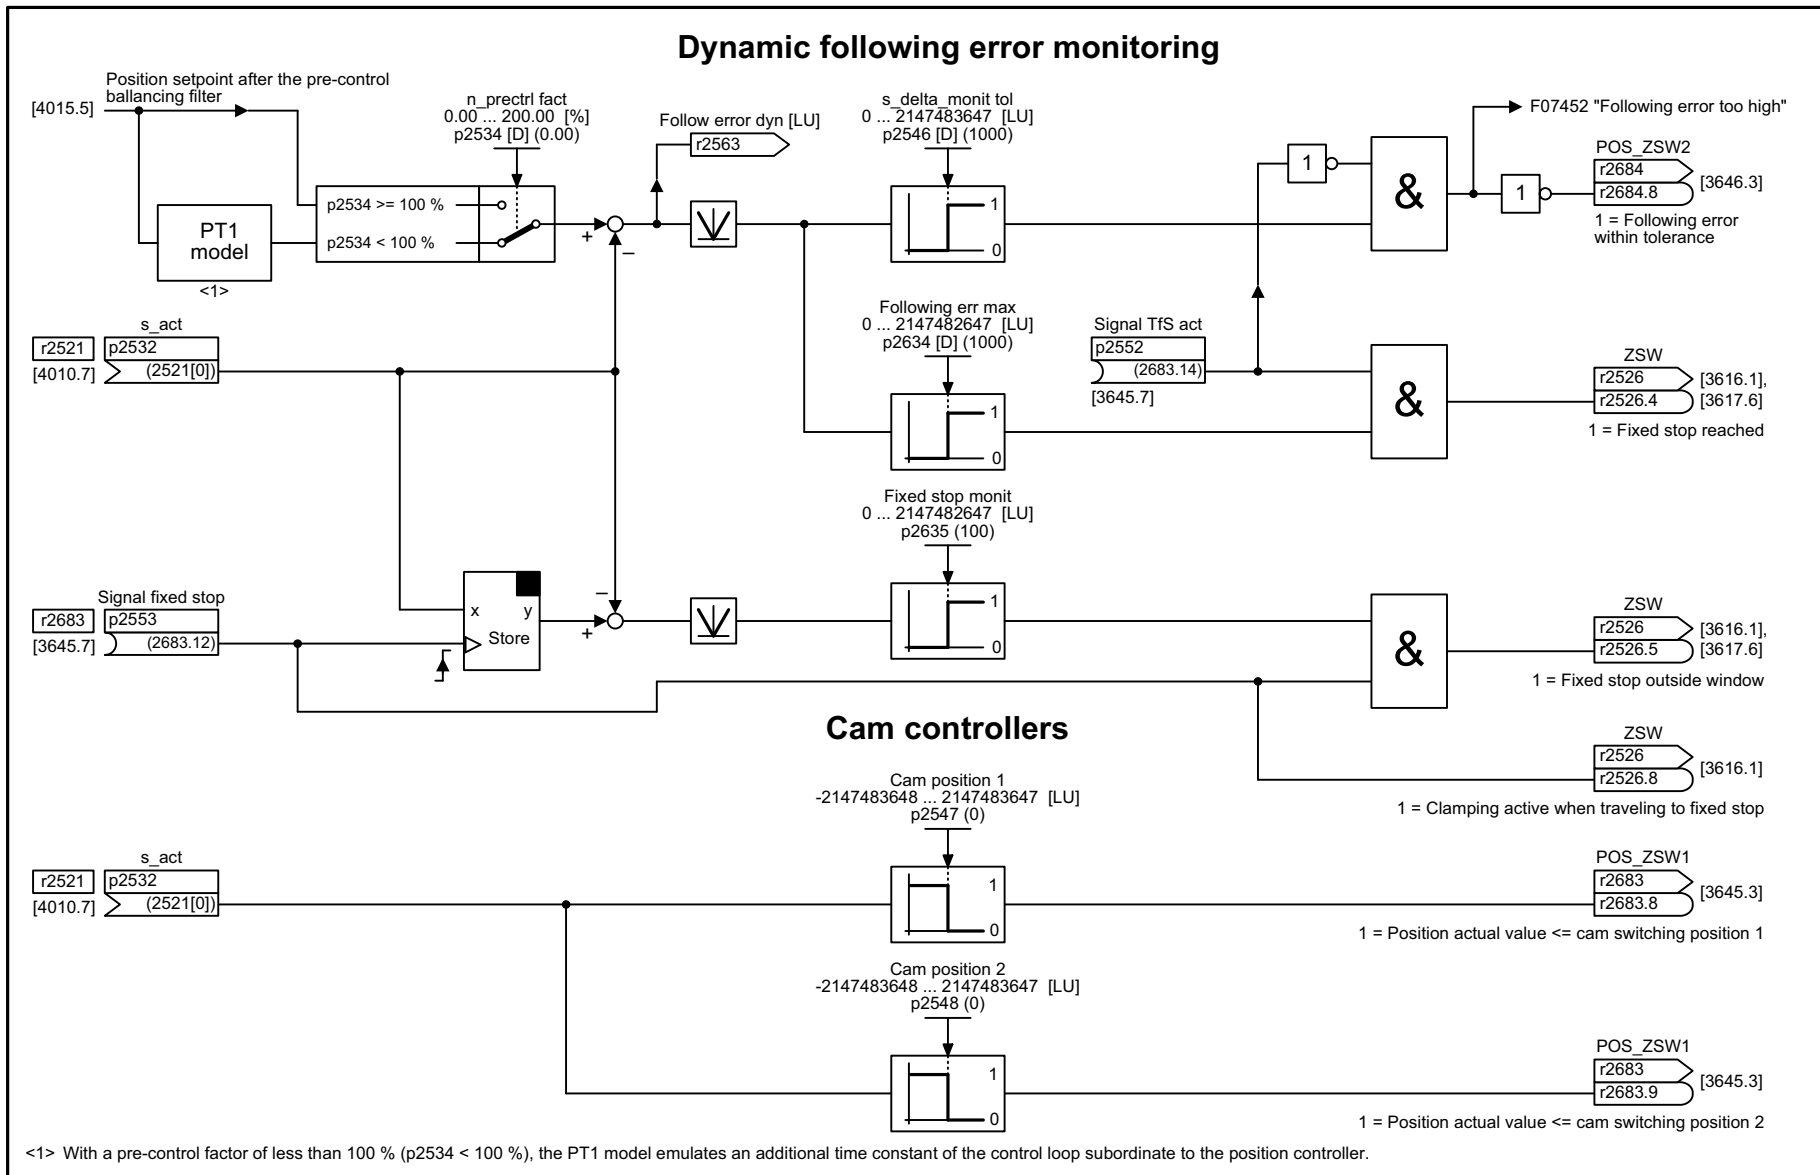 Dynamic following error monitoring
Position setpoint after the pre-control
ballancing filter
[4015.5]
n_prectrl fact
0.00 ... 200.00 [%]
p2534 [D] (0.00)
Follow error dyn [LU]
r2563
s_delta_monit tol
0 ... 2147483647 [LU]
p2546 [D] (1000)
F07452 "Following error too high"
1
&
1
POS_ZSW2
r2684
r2684.8
[3646.3]
1 = Following error
within tolerance
p2534 >= 100 %
p2534 < 100 %
PT1
model
<1>
+
–
1
0
s_act
r2521
p2532
[4010.7]
(2521[0])
Following err max
0 ... 2147482647 [LU]
p2634 [D] (1000)
1
0
Signal TfS act
p2552
(2683.14)
[3645.7]
&
ZSW
r2526
r2526.4
[3616.1],
[3617.6]
1 = Fixed stop reached
Fixed stop monit
0 ... 2147482647 [LU]
p2635 (100)
1
0
Signal fixed stop
r2683
p2553
[3645.7]
(2683.12)
x
y
Store
–
+
&
ZSW
r2526
r2526.5
[3616.1],
[3617.6]
1 = Fixed stop outside window
ZSW
r2526
r2526.8
[3616.1]
1 = Clamping active when traveling to fixed stop
Cam controllers
Cam position 1
-2147483648 ... 2147483647 [LU]
p2547 (0)
s_act
r2521
p2532
[4010.7]
(2521[0])
1
0
POS_ZSW1
r2683
r2683.8
[3645.3]
1 = Position actual value <= cam switching position 1
Cam position 2
-2147483648 ... 2147483647 [LU]
p2548 (0)
1
0
POS_ZSW1
r2683
r2683.9
[3645.3]
1 = Position actual value <= cam switching position 2
<1> With a pre-control factor of less than 100 % (p2534 < 100 %), the PT1 model emulates an additional time constant of the control loop subordinate to the position controller.